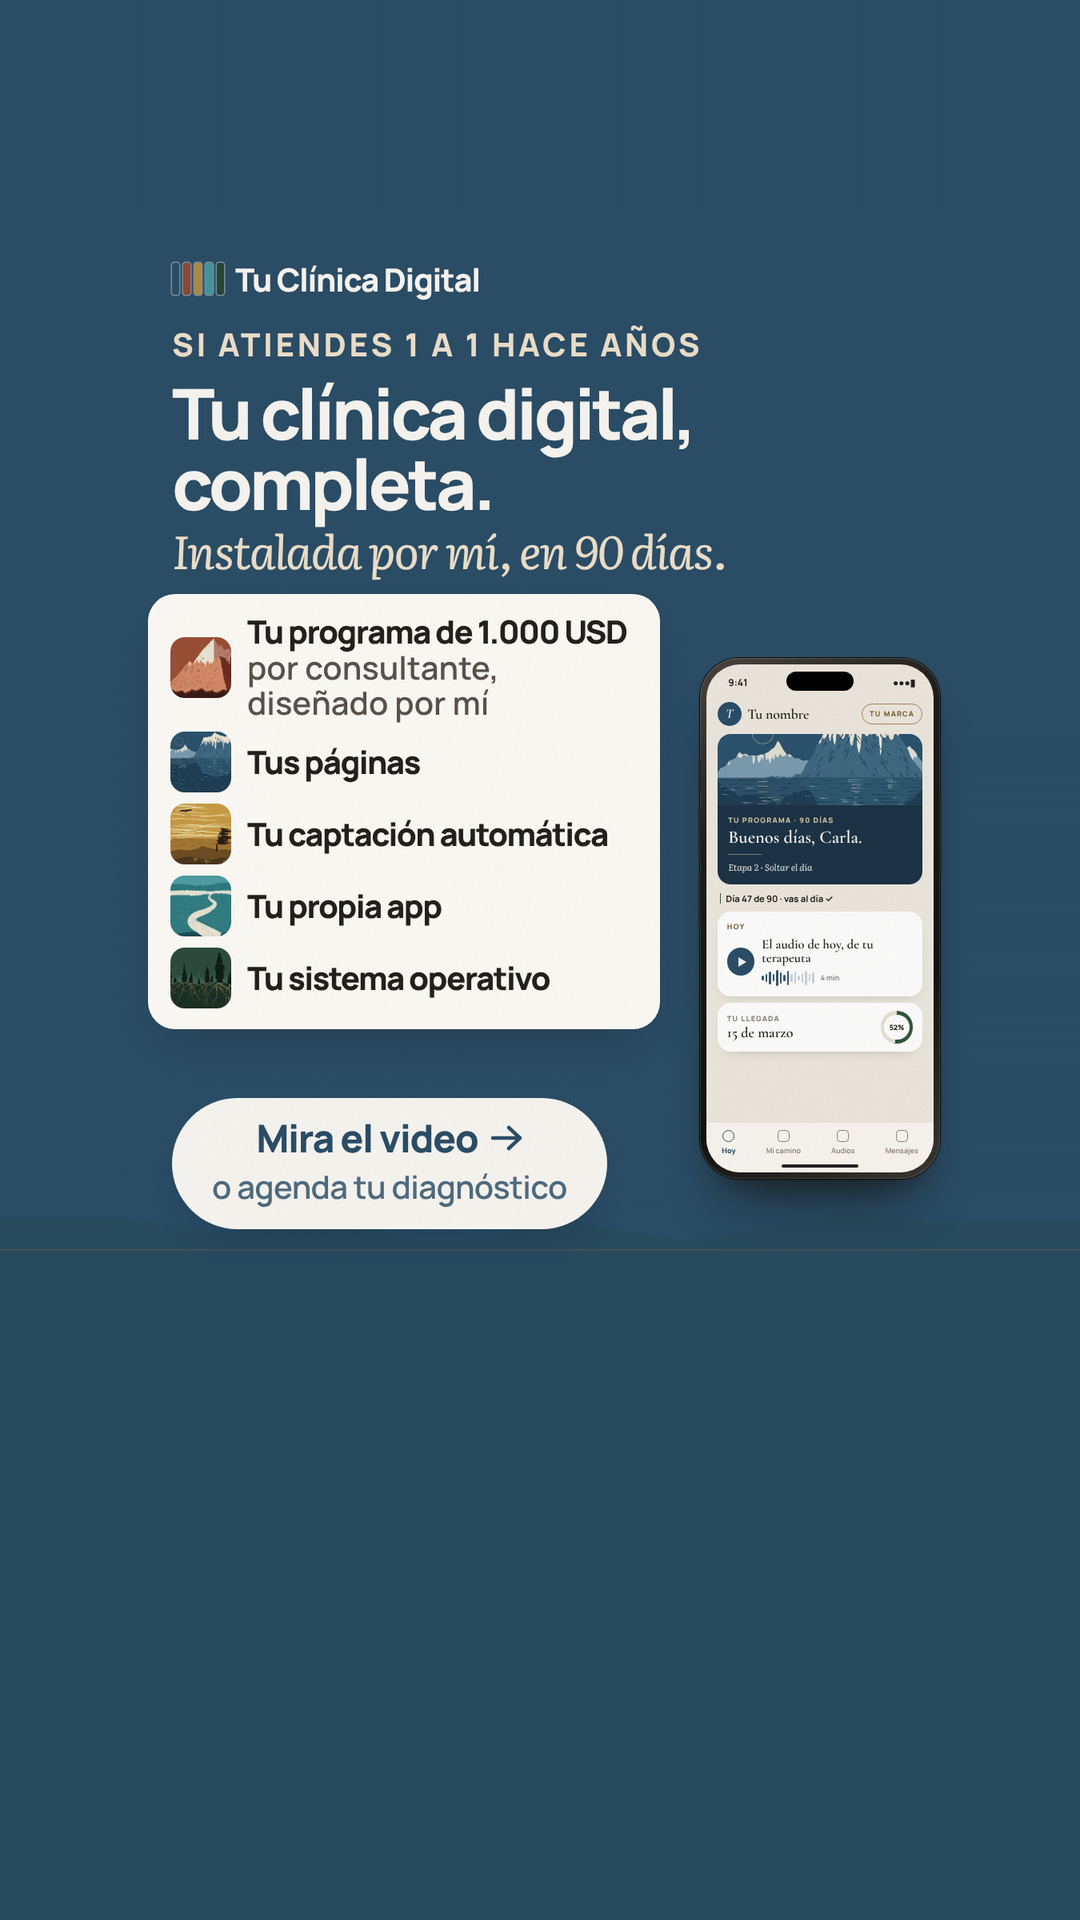 Tu Clínica Digital
SI ATIENDES 1 A 1 HACE AÑOS
Tu clínica digital,
completa.
Instalada por mí, en 90 días.
Tu programa de 1.000 USD
por consultante,
diseñado por mí
Tus páginas
Tu captación automática
Tu propia app
Tu sistema operativo
Mira el video →
o agenda tu diagnóstico
9:41
T Tu nombre TU MARCA
TU PROGRAMA · 90 DÍAS
Buenos días, Carla.
Etapa 2 · Soltar el día
Día 47 de 90 · vas al día ✓
HOY
El audio de hoy, de tu
terapeuta
4 min
TU LLEGADA
15 de marzo
52%
Hoy Mi camino Audios Mensajes